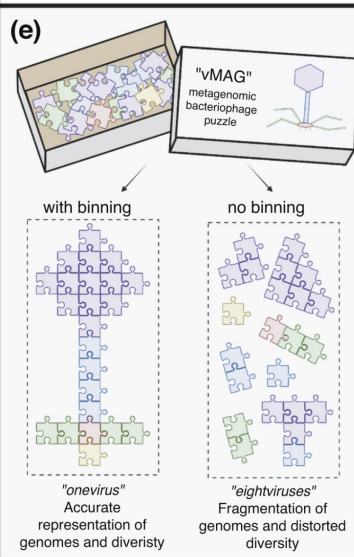 (e)
"vMAG"
metagenomic
bacteriophage
puzzle
with binning
no binning
"onevirus"
Accurate
representation of
genomes and diveristy
"eightviruses"
Fragmentation of
genomes and distorted
diversity